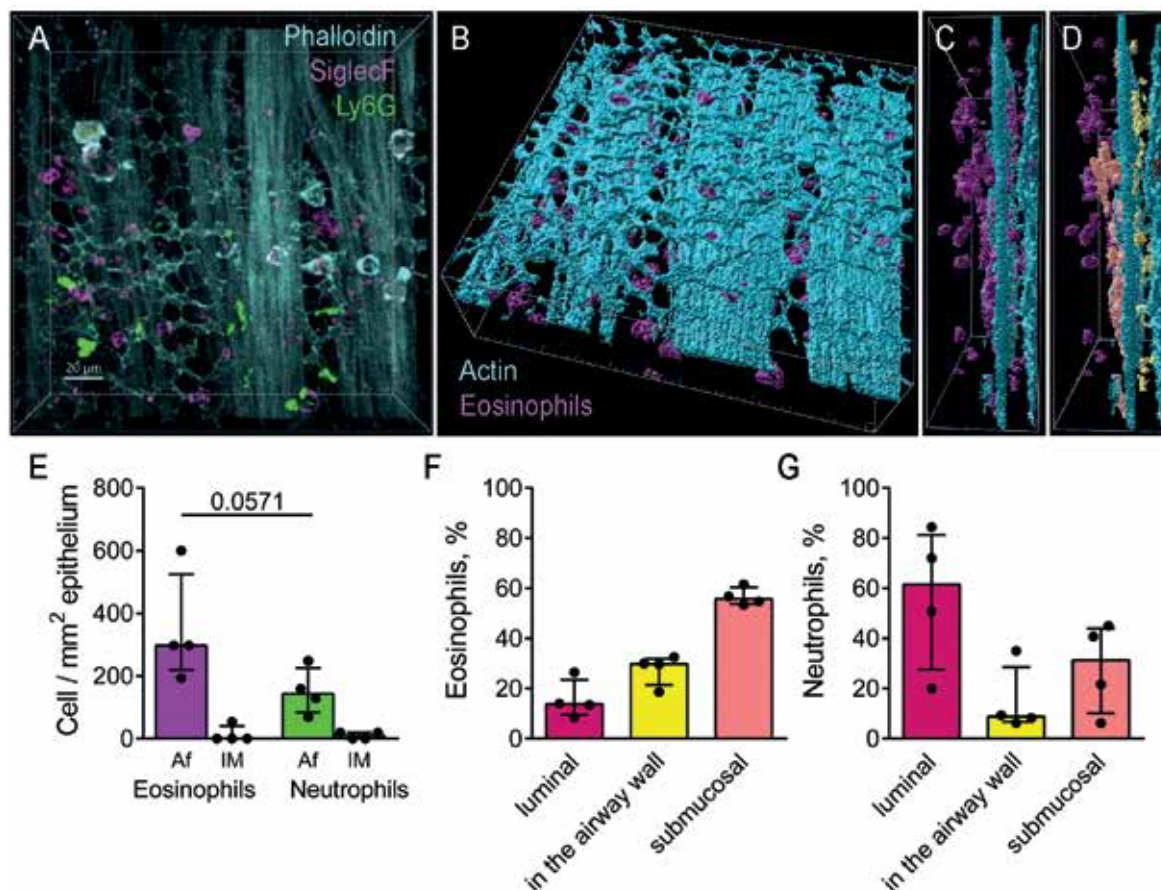 A
Phalloidin
SiglecF
Ly6G
20 µm
B
Actin
Eosinophils
C
D
E
Cell / mm² epithelium
800
600
400
200
0
0.0571
Af IM Af IM
Eosinophils Neutrophils
F
Eosinophils, %
100
80
60
40
20
0
luminal
in the airway wall
submucosal
G
Neutrophils, %
100
80
60
40
20
0
luminal
in the airway wall
submucosal